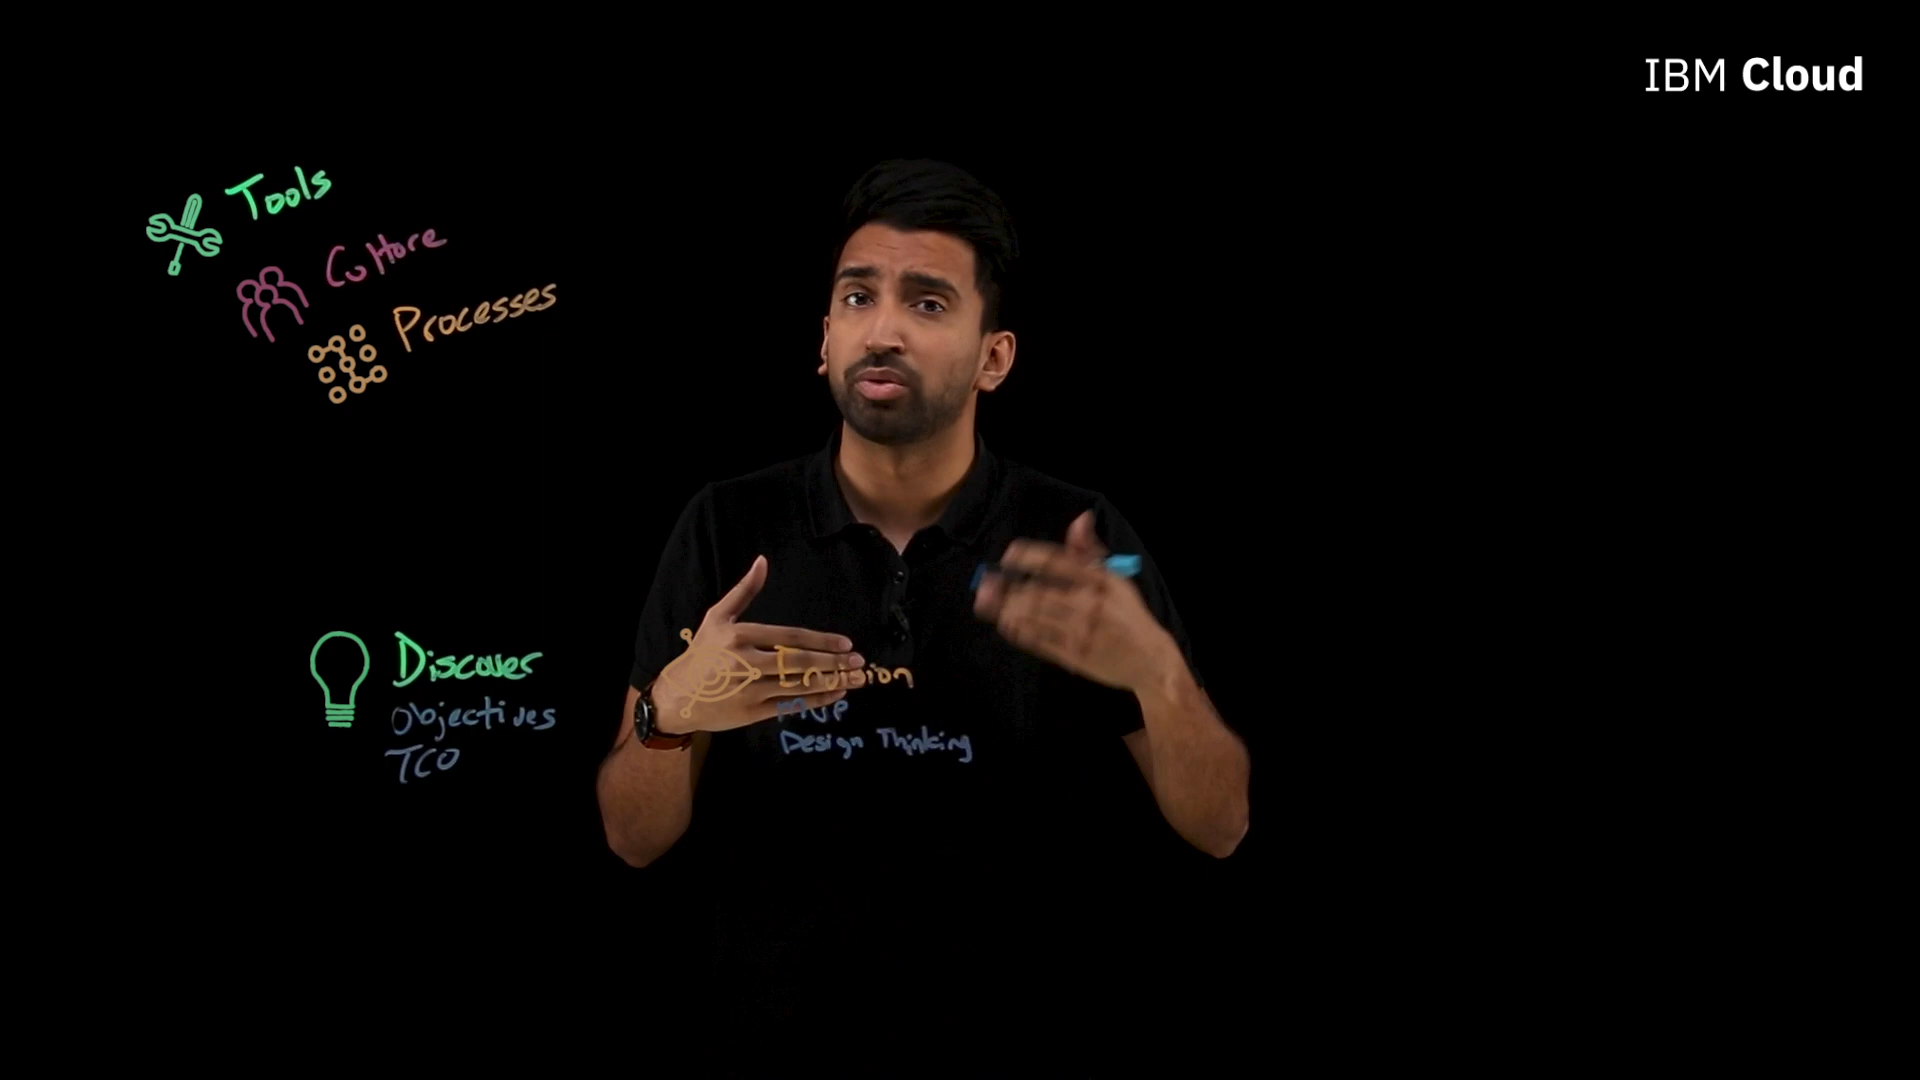 IBM Cloud
Tools
Culture
Processes
Discover
Objectives
TCO
Envision
MVP
Design Thinking